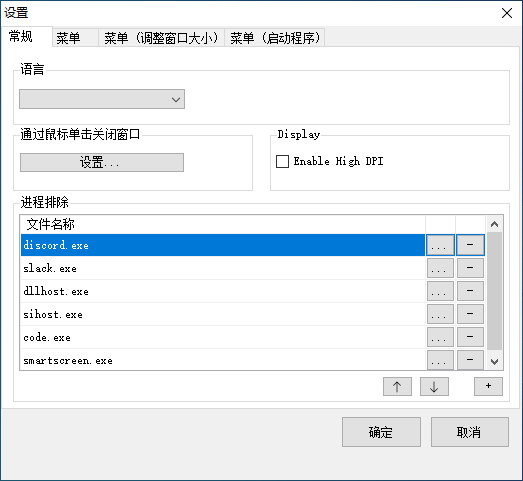 设置
常规 菜单 菜单（调整窗口大小） 菜单（启动程序）
语言
通过鼠标单击关闭窗口 Display
设置... Enable High DPI
进程排除
文件名称
discord.exe ... -
slack.exe ... -
dllhost.exe ... -
sihost.exe ... -
code.exe ... -
smartscreen.exe ... -
↑ ↓ +
确定 取消